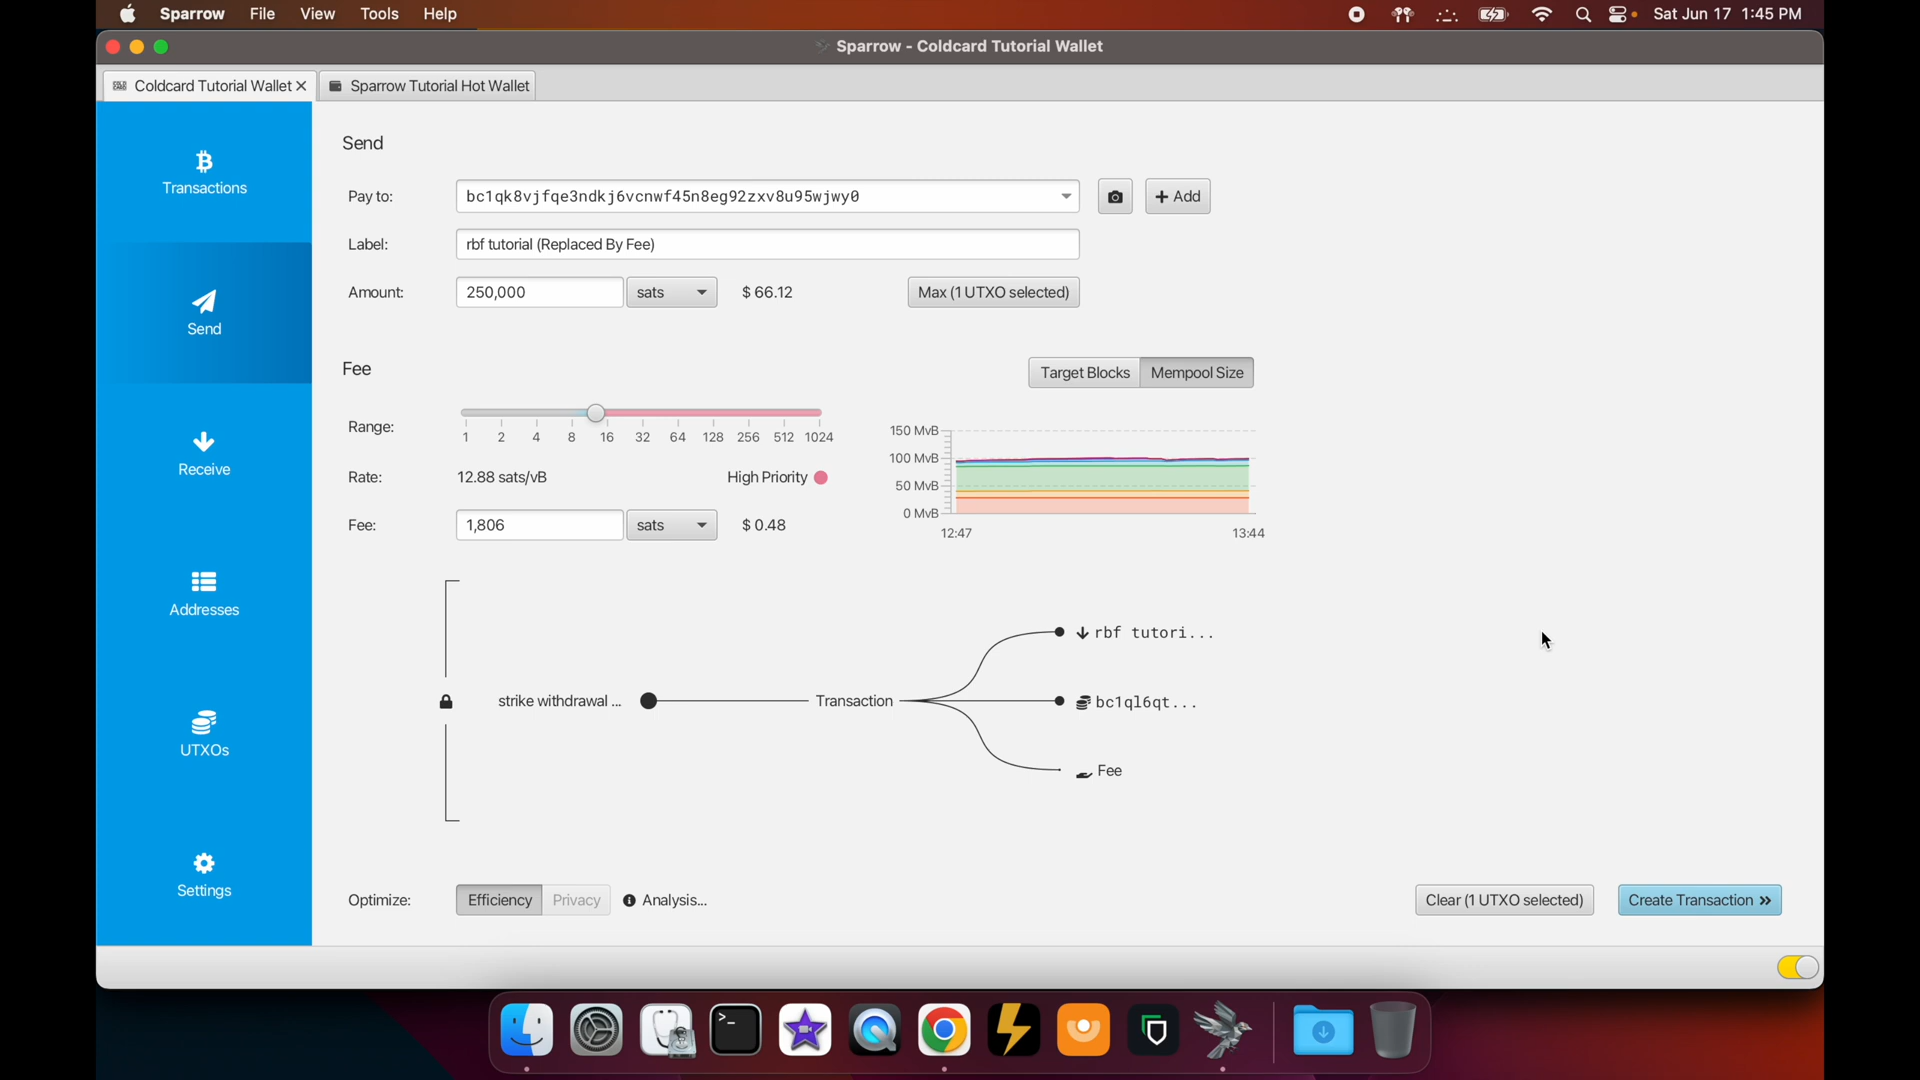 Sparrow File View Tools Help Sat Jun 17 1:45 PM
Sparrow - Coldcard Tutorial Wallet
Coldcard Tutorial Wallet Sparrow Tutorial Hot Wallet
Transactions
Send
Receive
Addresses
UTXOs
Settings
Send
Pay to: bc1qk8vjfqe3ndkj6vcnwf45n8eg92zxv8u95wjwy0 + Add
Label: rbf tutorial (Replaced By Fee)
Amount: 250,000 sats $ 66.12 Max (1 UTXO selected)
Fee Target Blocks Mempool Size
Range: 1 2 4 8 16 32 64 128 256 512 1024
Rate: 12.88 sats/vB High Priority
Fee: 1,806 sats $ 0.48
150 MvB
100 MvB
50 MvB
0 MvB
12:47 13:44
rbf tutori...
strike withdrawal ... Transaction bc1ql6qt...
Fee
Optimize: Efficiency Privacy Analysis... Clear (1 UTXO selected) Create Transaction »